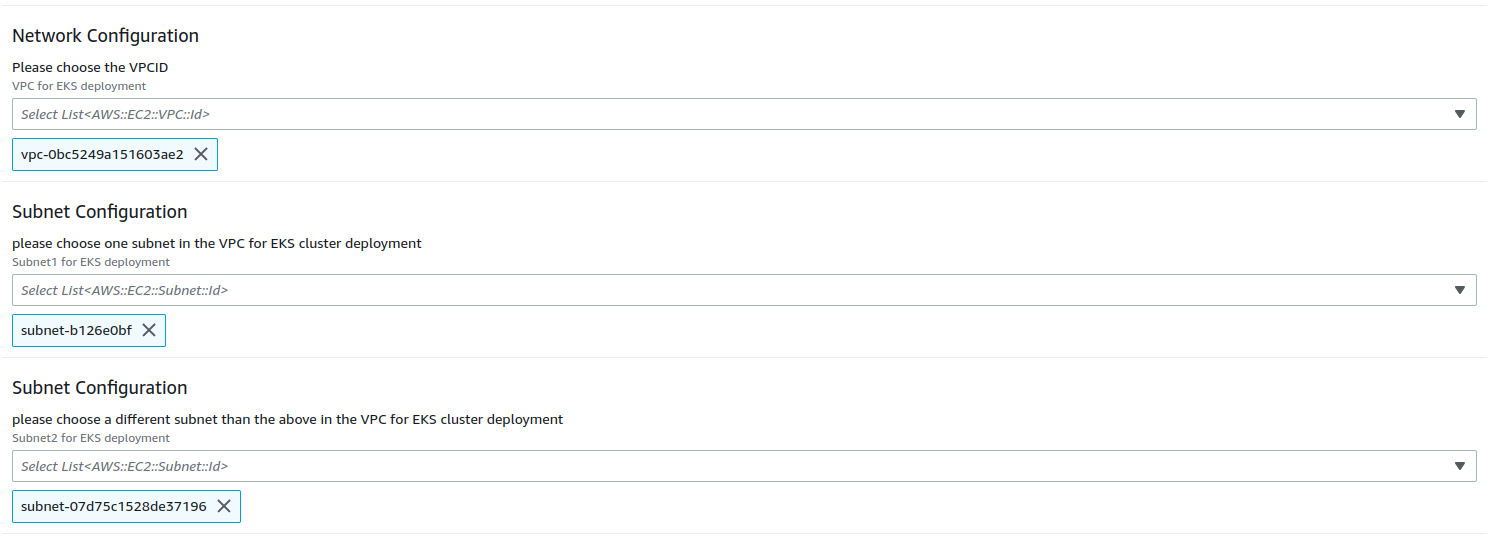 Network Configuration
Please choose the VPCID
VPC for EKS deployment
Select List<AWS::EC2::VPC::Id>
vpc-0bc5249a151603ae2
Subnet Configuration
please choose one subnet in the VPC for EKS cluster deployment
Subnet1 for EKS deployment
Select List<AWS::EC2::Subnet::Id>
subnet-b126e0bf
Subnet Configuration
please choose a different subnet than the above in the VPC for EKS cluster deployment
Subnet2 for EKS deployment
Select List<AWS::EC2::Subnet::Id>
subnet-07d75c1528de37196